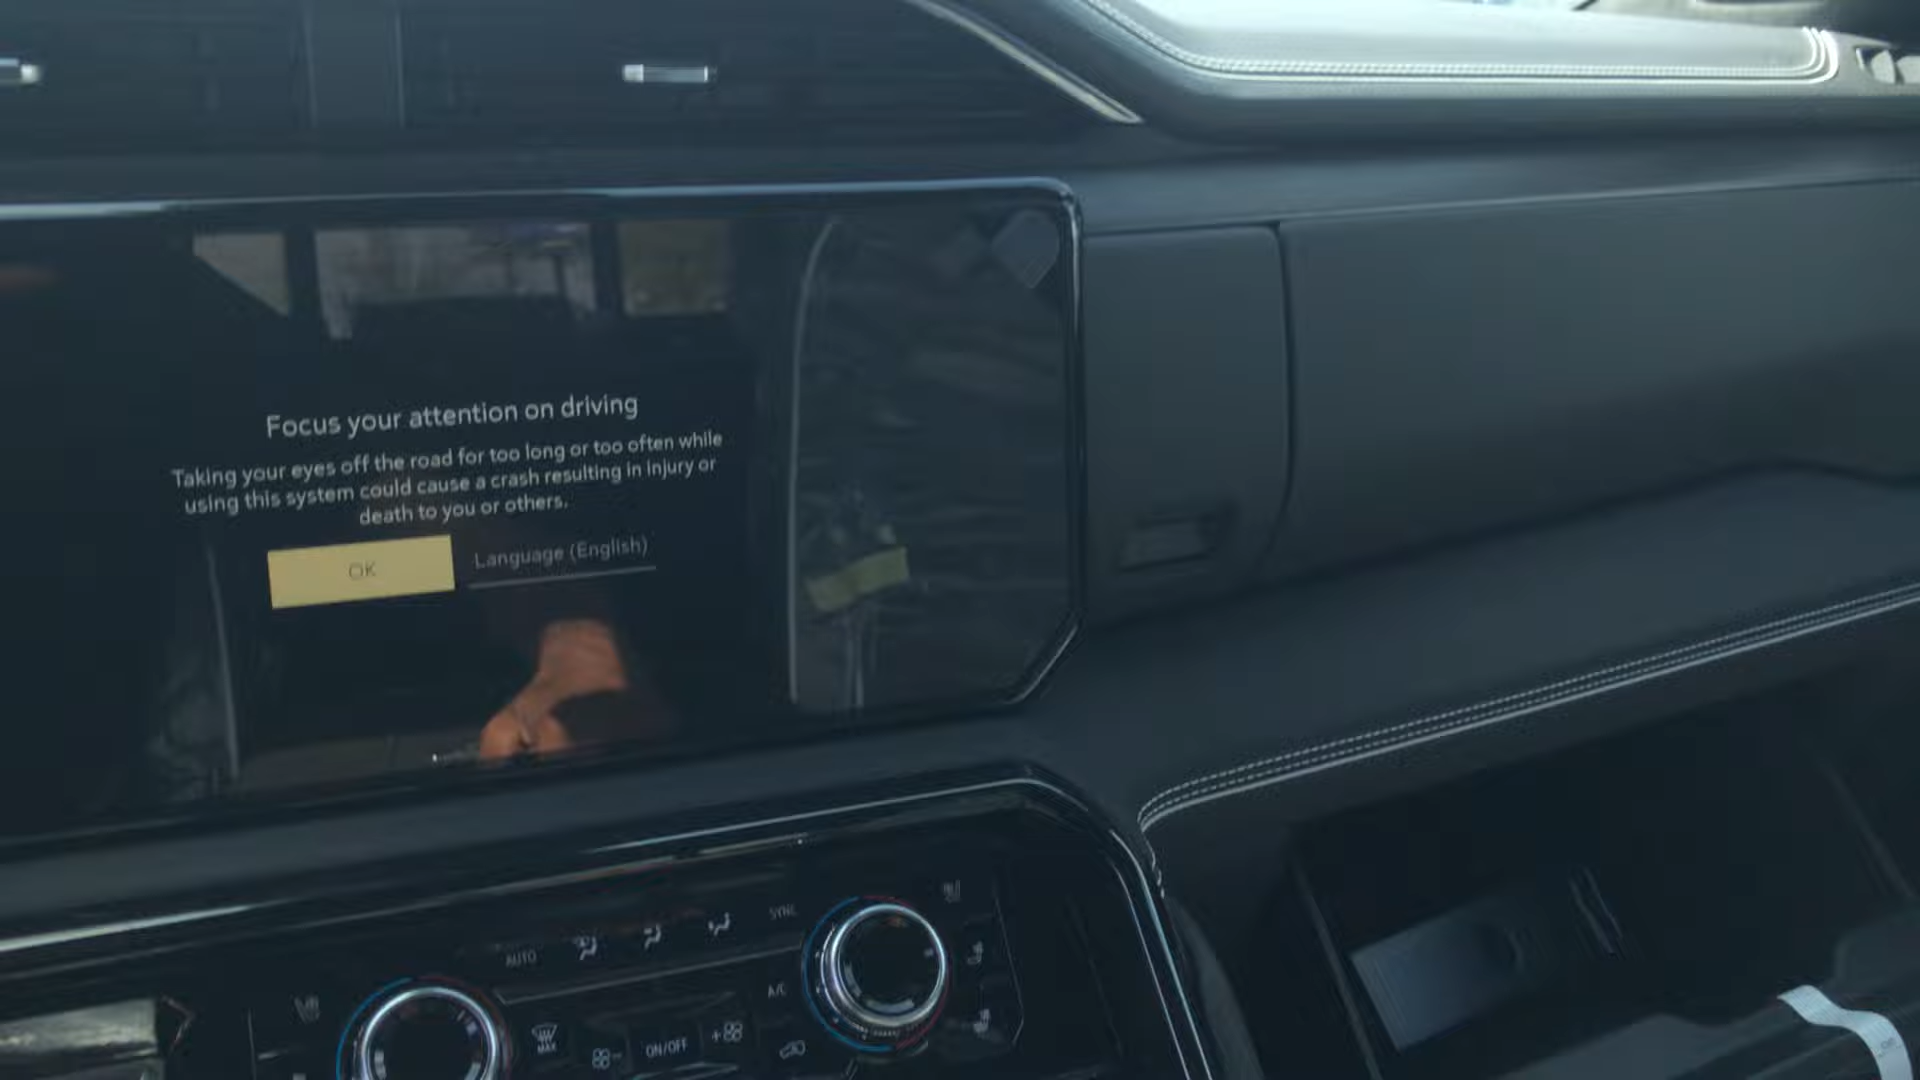 Focus your attention on driving
Taking your eyes off the road for too long or too often while
using this system could cause a crash resulting in injury or
death to you or others.
OK
Language (English)
SYNC
AUTO
A/C
MAX
ON/OFF